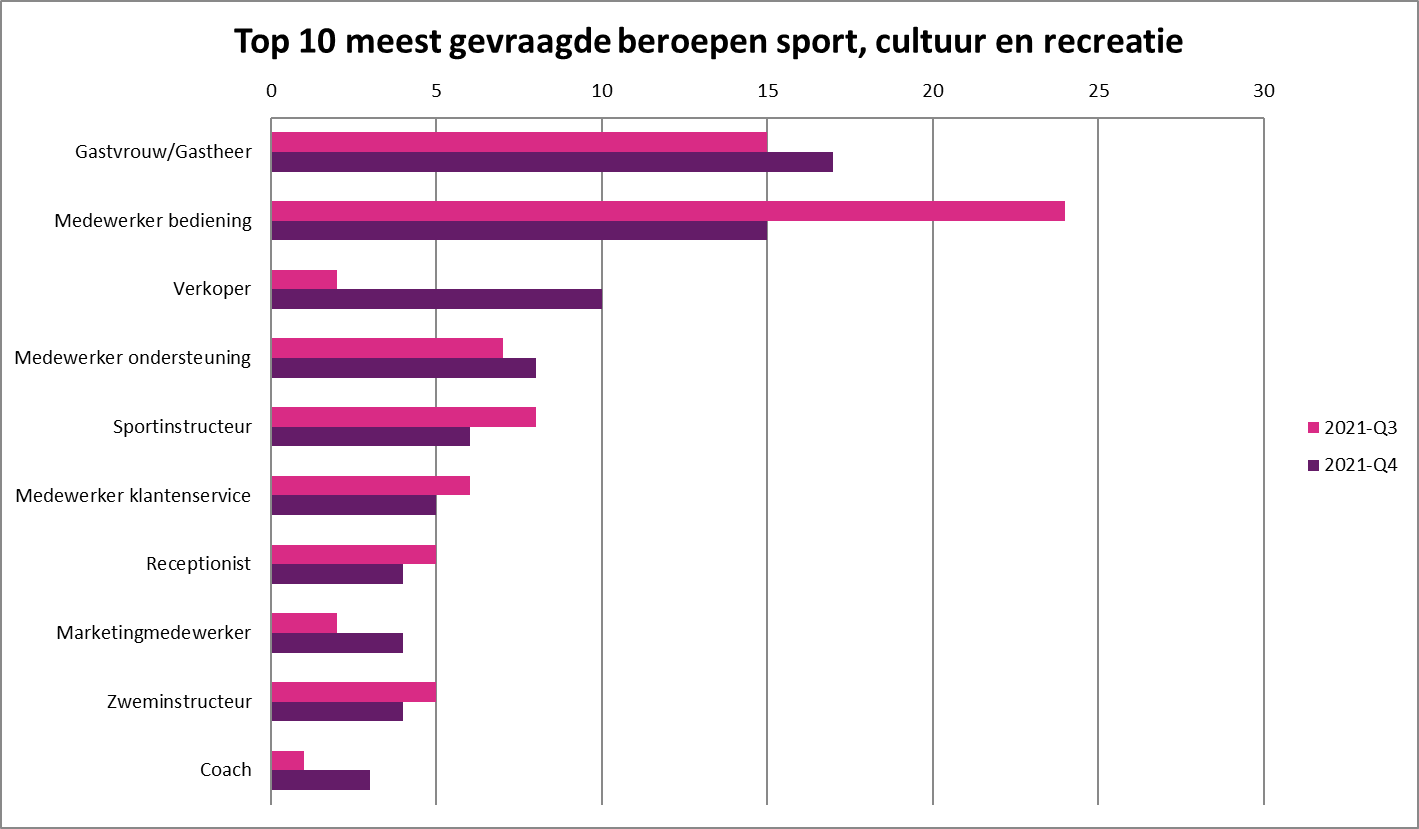 Top 10 meest gevraagde beroepen sport, cultuur en recreatie
0 5 10 15 20 25 30
Gastvrouw/Gastheer
Medewerker bediening
Verkoper
Medewerker ondersteuning
Sportinstructeur
Medewerker klantenservice
Receptionist
Marketingmedewerker
Zweminstructeur
Coach
2021-Q3
2021-Q4